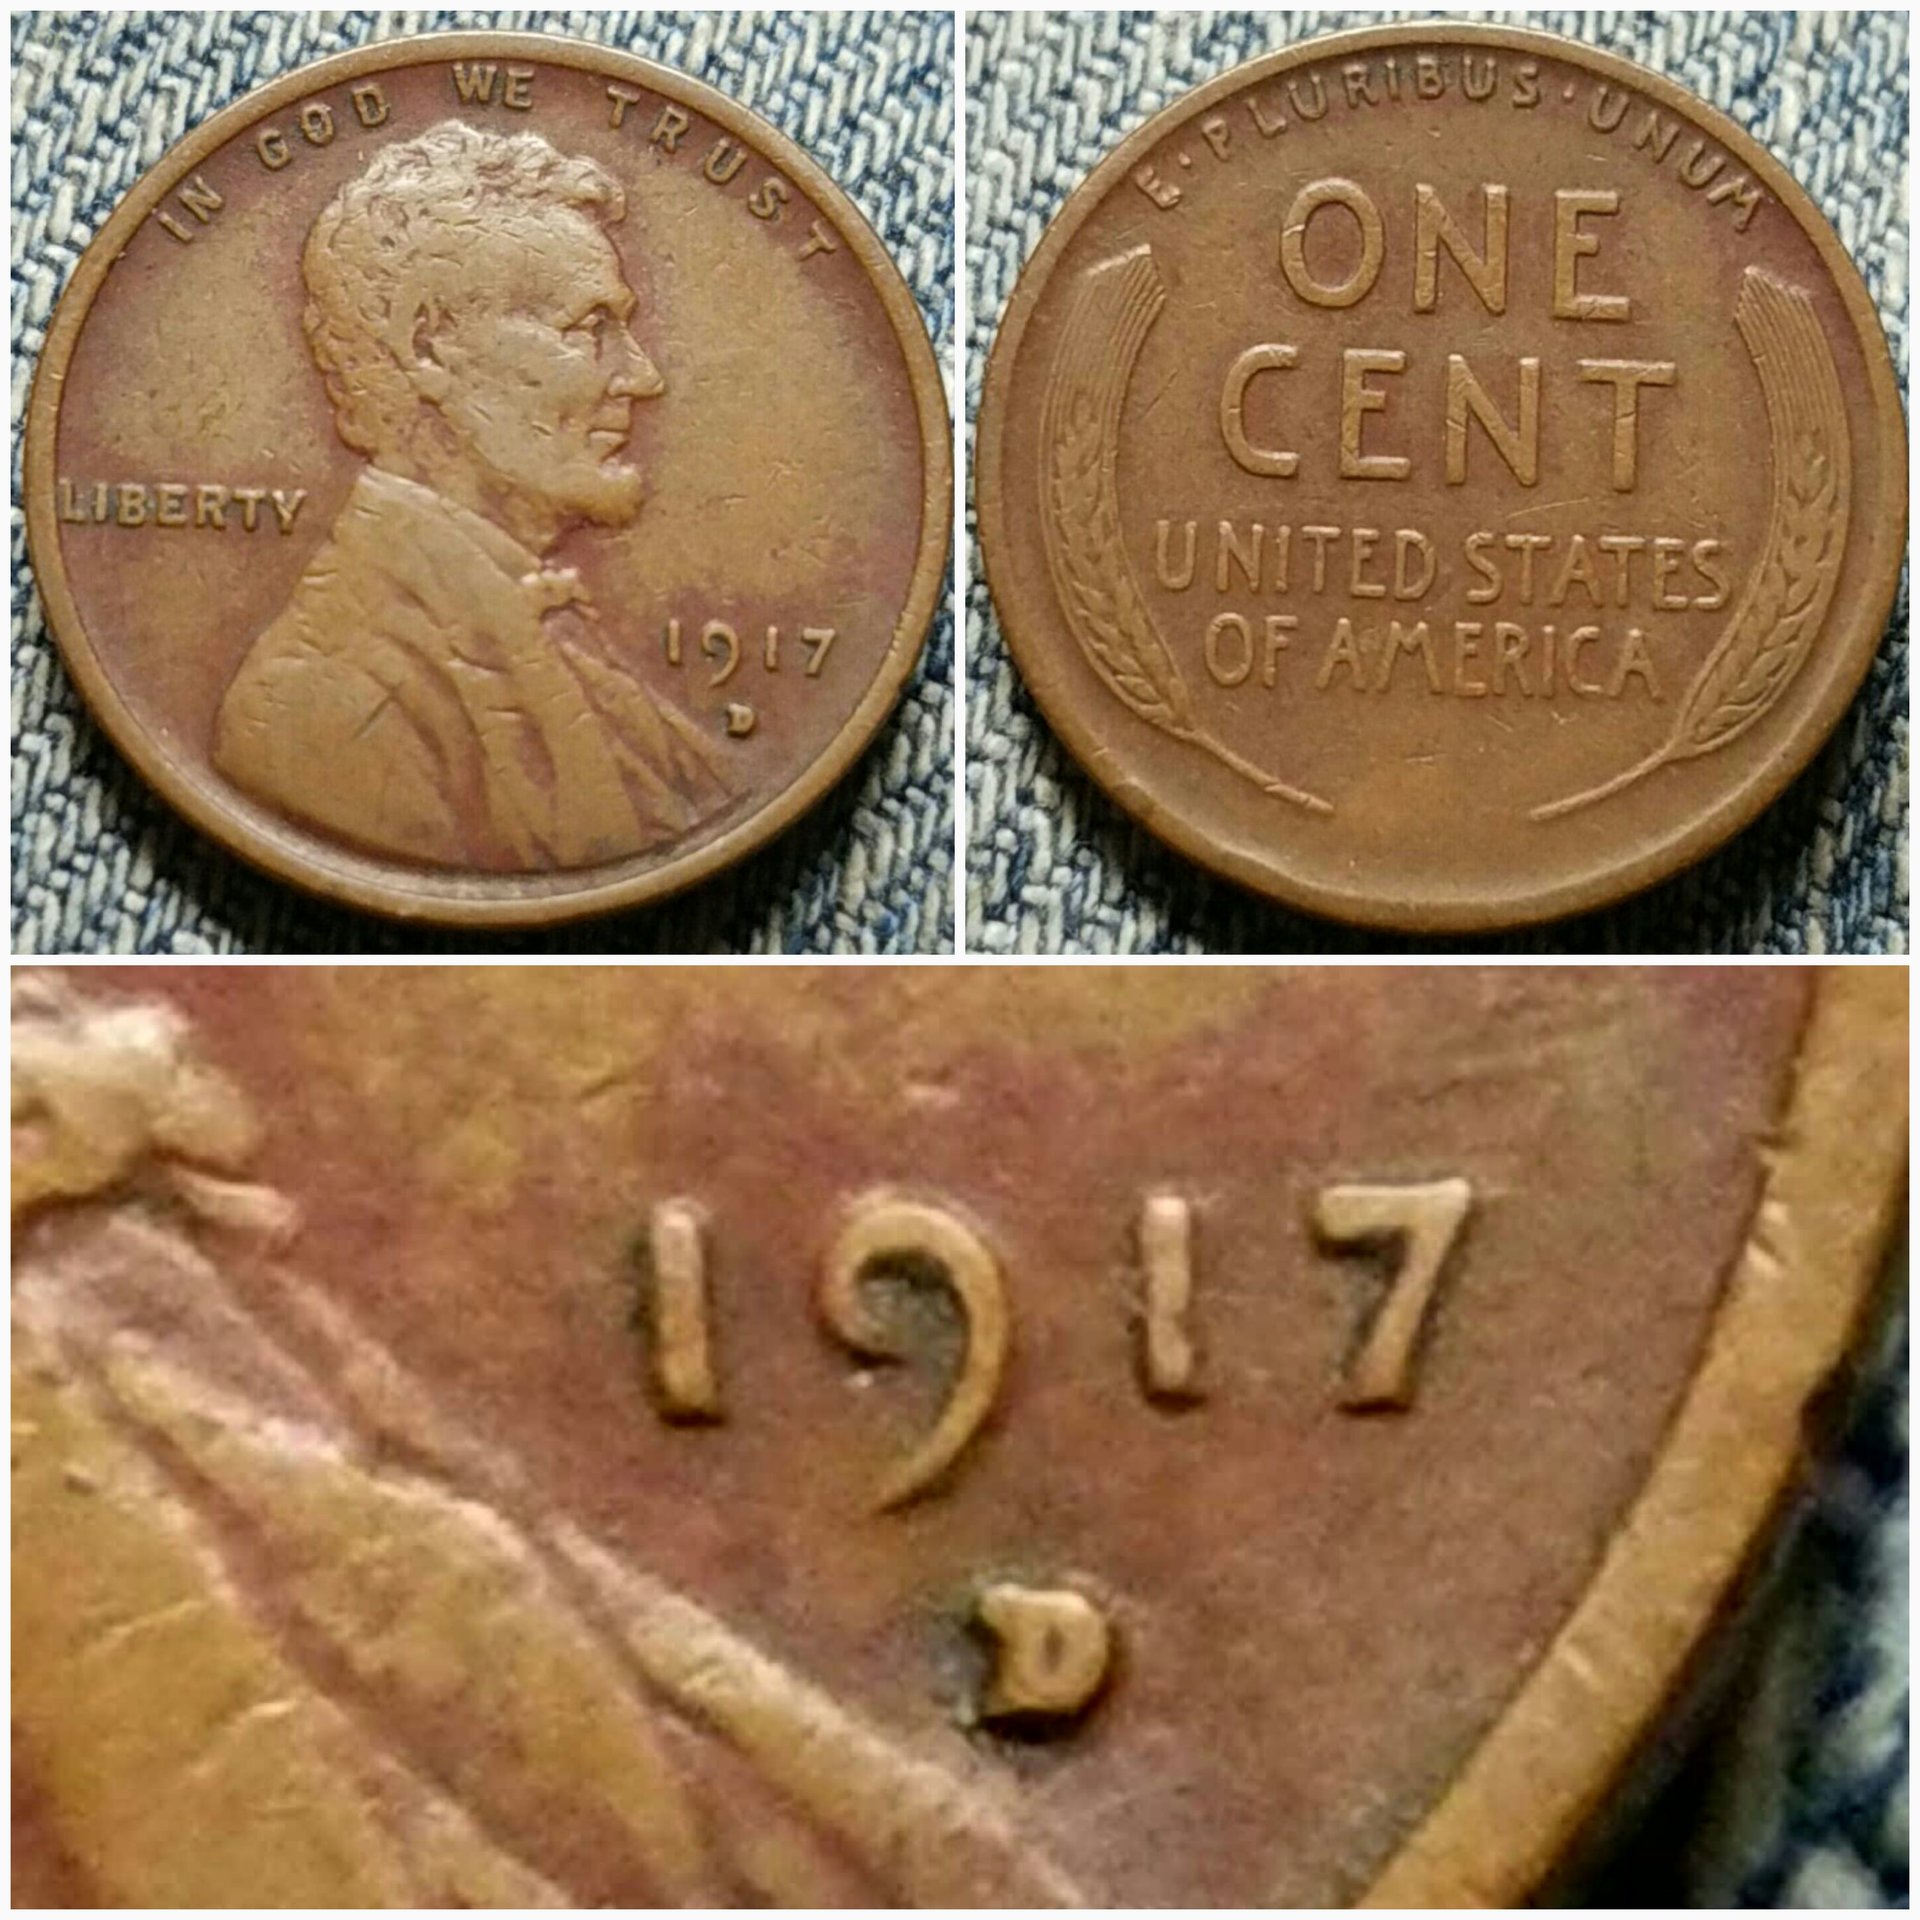 IN GOD WE TRUST
LIBERTY
1917
D
E·PLURIBUS·UNUM
ONE
CENT
UNITED STATES
OF AMERICA
1917
D